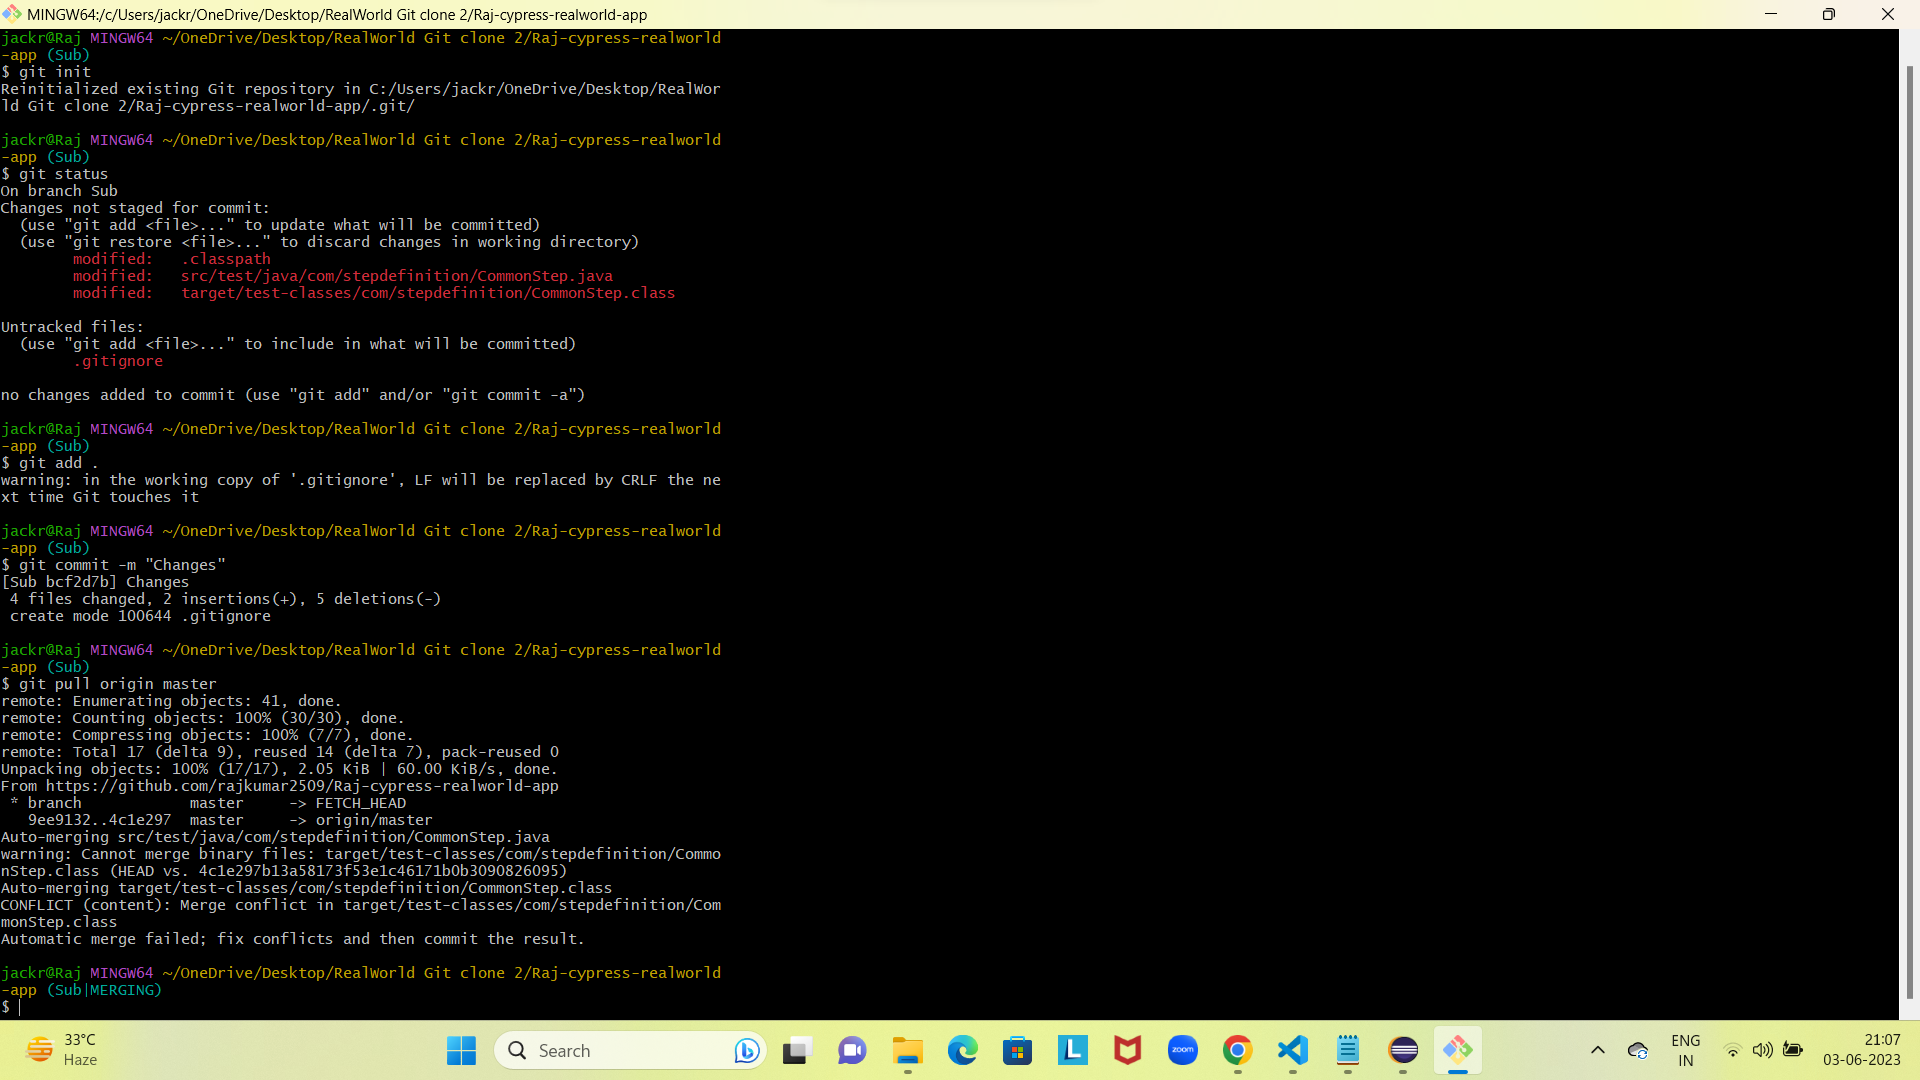 MINGW64:/c/Users/jackr/OneDrive/Desktop/RealWorld Git clone 2/Raj-cypress-realworld-app
jackr@Raj MINGW64 ~/OneDrive/Desktop/RealWorld Git clone 2/Raj-cypress-realworld
-app (Sub)
$ git init
Reinitialized existing Git repository in C:/Users/jackr/OneDrive/Desktop/RealWor
ld Git clone 2/Raj-cypress-realworld-app/.git/
jackr@Raj MINGW64 ~/OneDrive/Desktop/RealWorld Git clone 2/Raj-cypress-realworld
-app (Sub)
$ git status
On branch Sub
Changes not staged for commit:
  (use "git add <file>..." to update what will be committed)
  (use "git restore <file>..." to discard changes in working directory)
        modified:   .classpath
        modified:   src/test/java/com/stepdefinition/CommonStep.java
        modified:   target/test-classes/com/stepdefinition/CommonStep.class
Untracked files:
  (use "git add <file>..." to include in what will be committed)
        .gitignore
no changes added to commit (use "git add" and/or "git commit -a")
jackr@Raj MINGW64 ~/OneDrive/Desktop/RealWorld Git clone 2/Raj-cypress-realworld
-app (Sub)
$ git add .
warning: in the working copy of '.gitignore', LF will be replaced by CRLF the ne
xt time Git touches it
jackr@Raj MINGW64 ~/OneDrive/Desktop/RealWorld Git clone 2/Raj-cypress-realworld
-app (Sub)
$ git commit -m "Changes"
[Sub bcf2d7b] Changes
 4 files changed, 2 insertions(+), 5 deletions(-)
 create mode 100644 .gitignore
jackr@Raj MINGW64 ~/OneDrive/Desktop/RealWorld Git clone 2/Raj-cypress-realworld
-app (Sub)
$ git pull origin master
remote: Enumerating objects: 41, done.
remote: Counting objects: 100% (30/30), done.
remote: Compressing objects: 100% (7/7), done.
remote: Total 17 (delta 9), reused 14 (delta 7), pack-reused 0
Unpacking objects: 100% (17/17), 2.05 KiB | 60.00 KiB/s, done.
From https://github.com/rajkumar2509/Raj-cypress-realworld-app
 * branch            master     -> FETCH_HEAD
   9ee9132..4c1e297  master     -> origin/master
Auto-merging src/test/java/com/stepdefinition/CommonStep.java
warning: Cannot merge binary files: target/test-classes/com/stepdefinition/Commo
nStep.class (HEAD vs. 4c1e297b13a58173f53e1c46171b0b3090826095)
Auto-merging target/test-classes/com/stepdefinition/CommonStep.class
CONFLICT (content): Merge conflict in target/test-classes/com/stepdefinition/Com
monStep.class
Automatic merge failed; fix conflicts and then commit the result.
jackr@Raj MINGW64 ~/OneDrive/Desktop/RealWorld Git clone 2/Raj-cypress-realworld
-app (Sub|MERGING)
$
33°C
Haze
Search
L
zoom
ENG
IN
21:07
03-06-2023